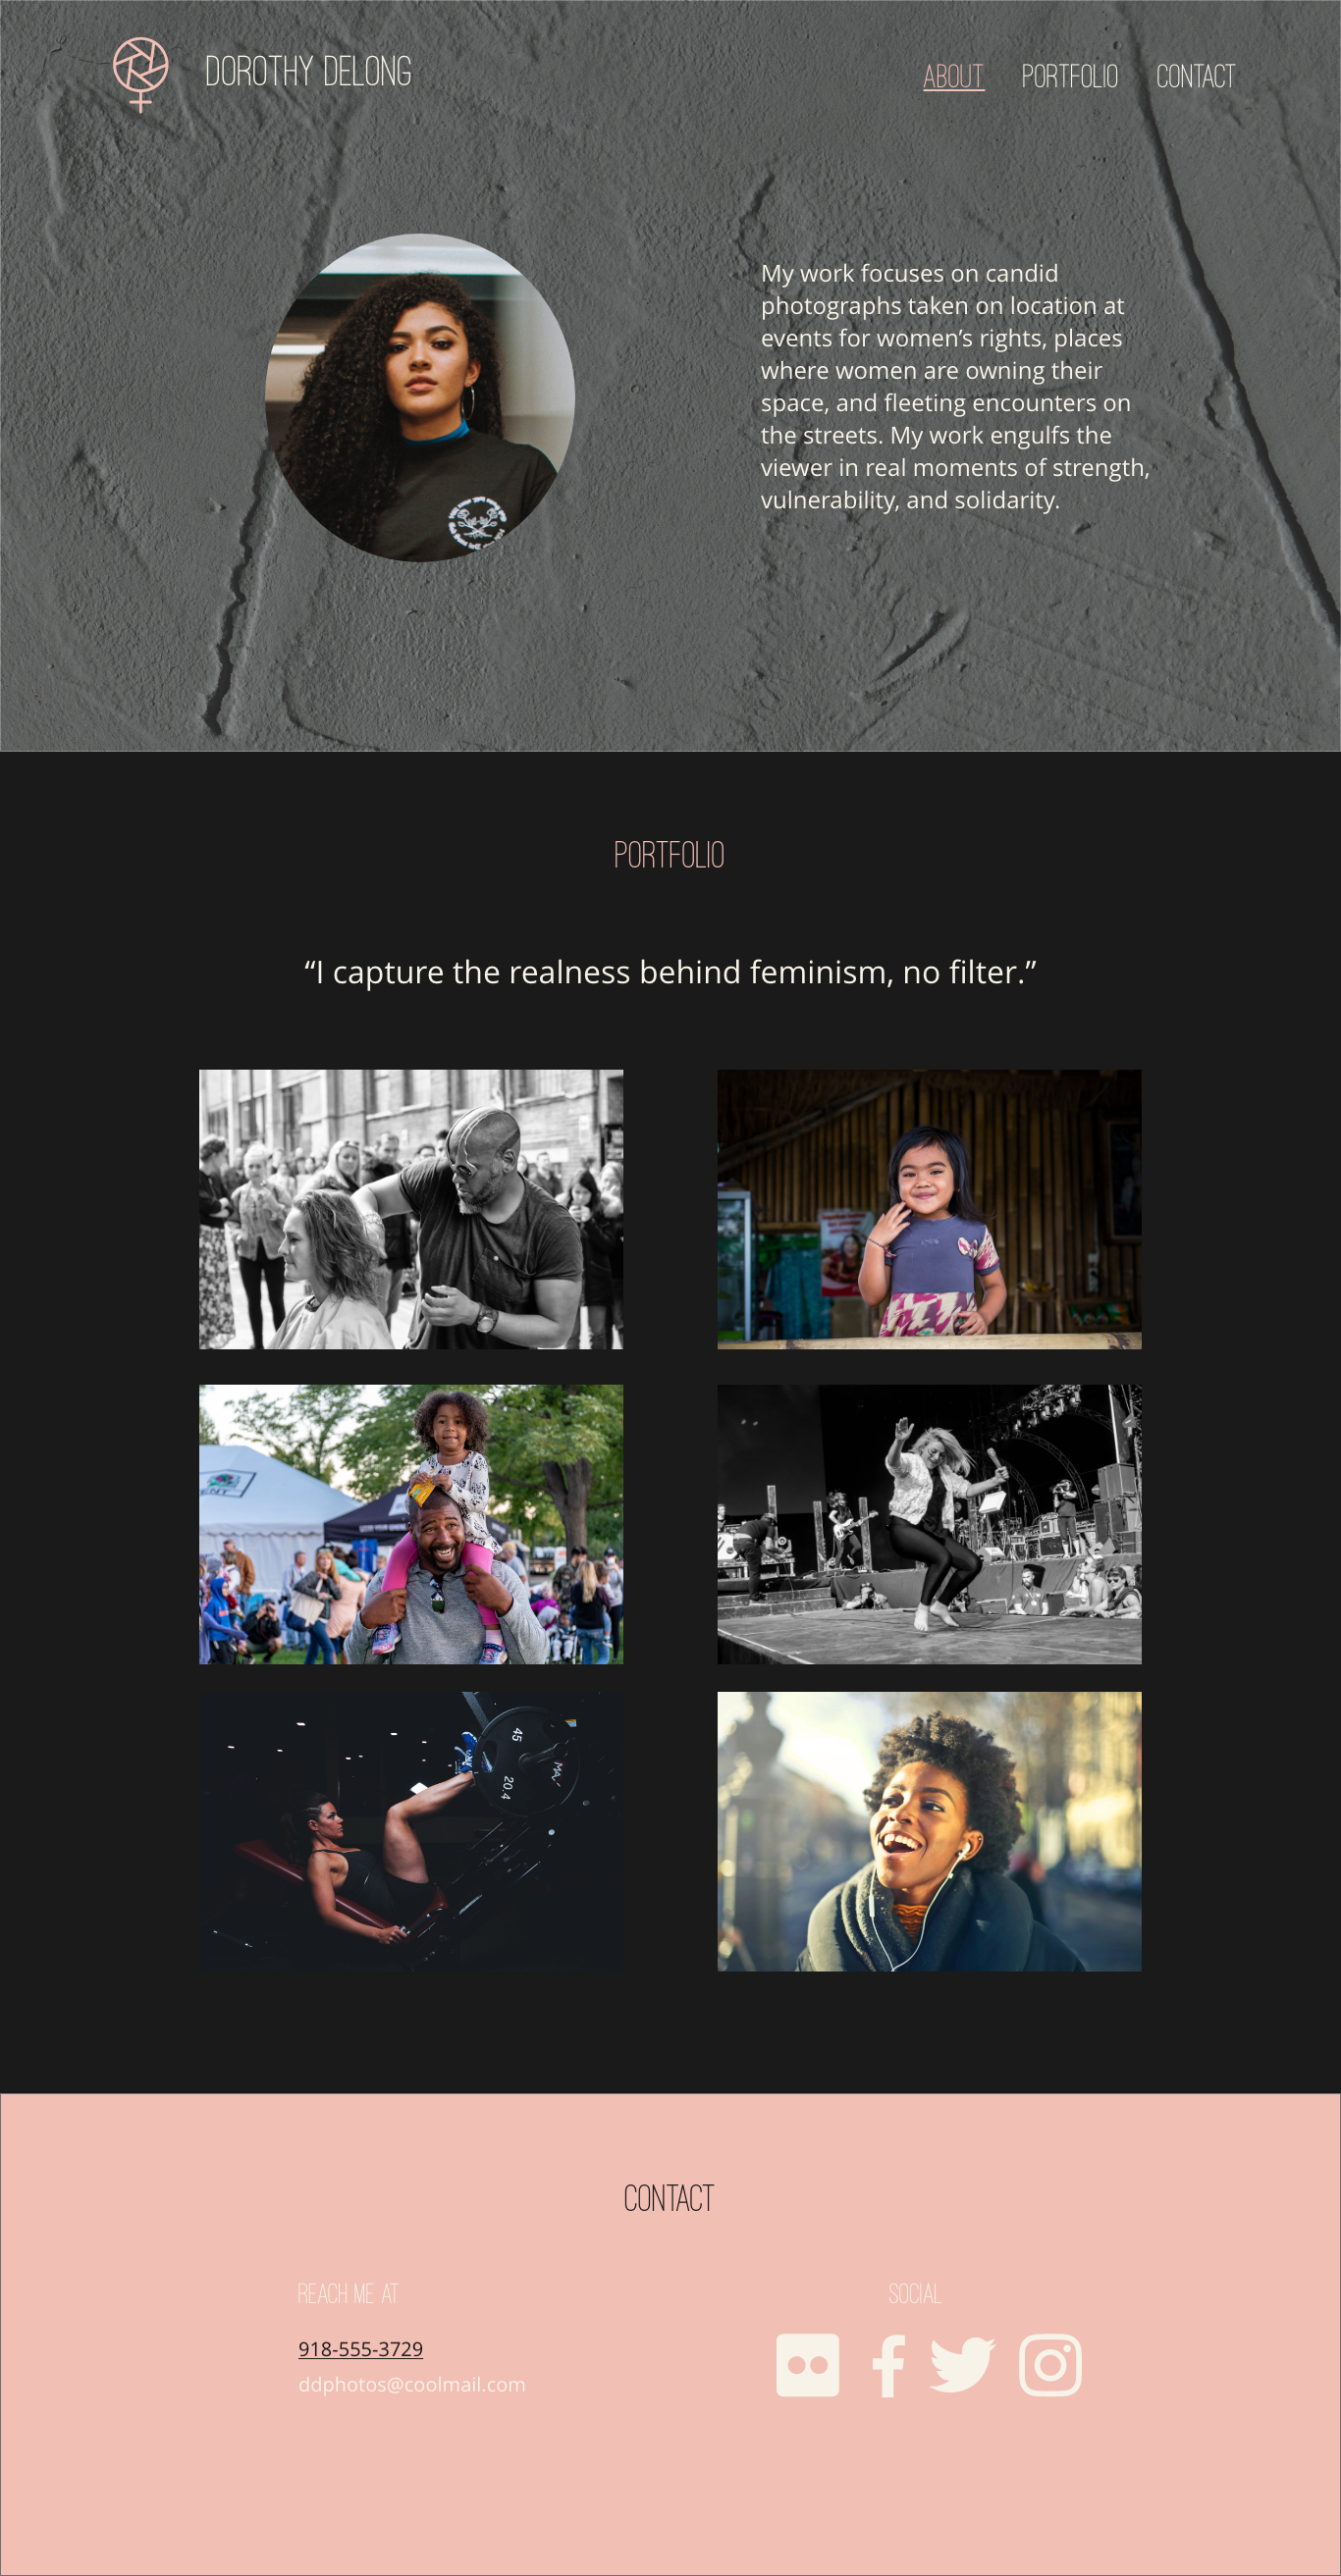 DOROTHY DELONG
ABOUT PORTFOLIO CONTACT
My work focuses on candid
photographs taken on location at
events for women’s rights, places
where women are owning their
space, and fleeting encounters on
the streets. My work engulfs the
viewer in real moments of strength,
vulnerability, and solidarity.
PORTFOLIO
“I capture the realness behind feminism, no filter.”
45
20.4
CONTACT
REACH ME AT
918-555-3729
ddphotos@coolmail.com
SOCIAL